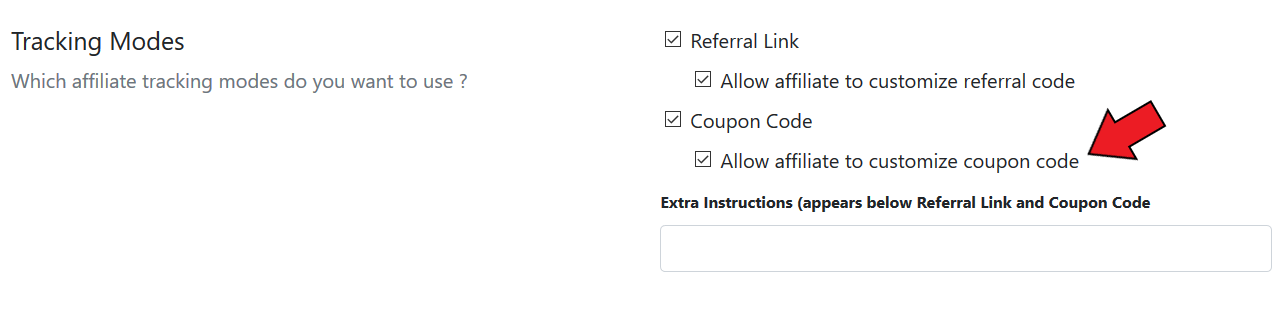 Tracking Modes
Which affiliate tracking modes do you want to use ?
Referral Link
Allow affiliate to customize referral code
Coupon Code
Allow affiliate to customize coupon code
Extra Instructions (appears below Referral Link and Coupon Code